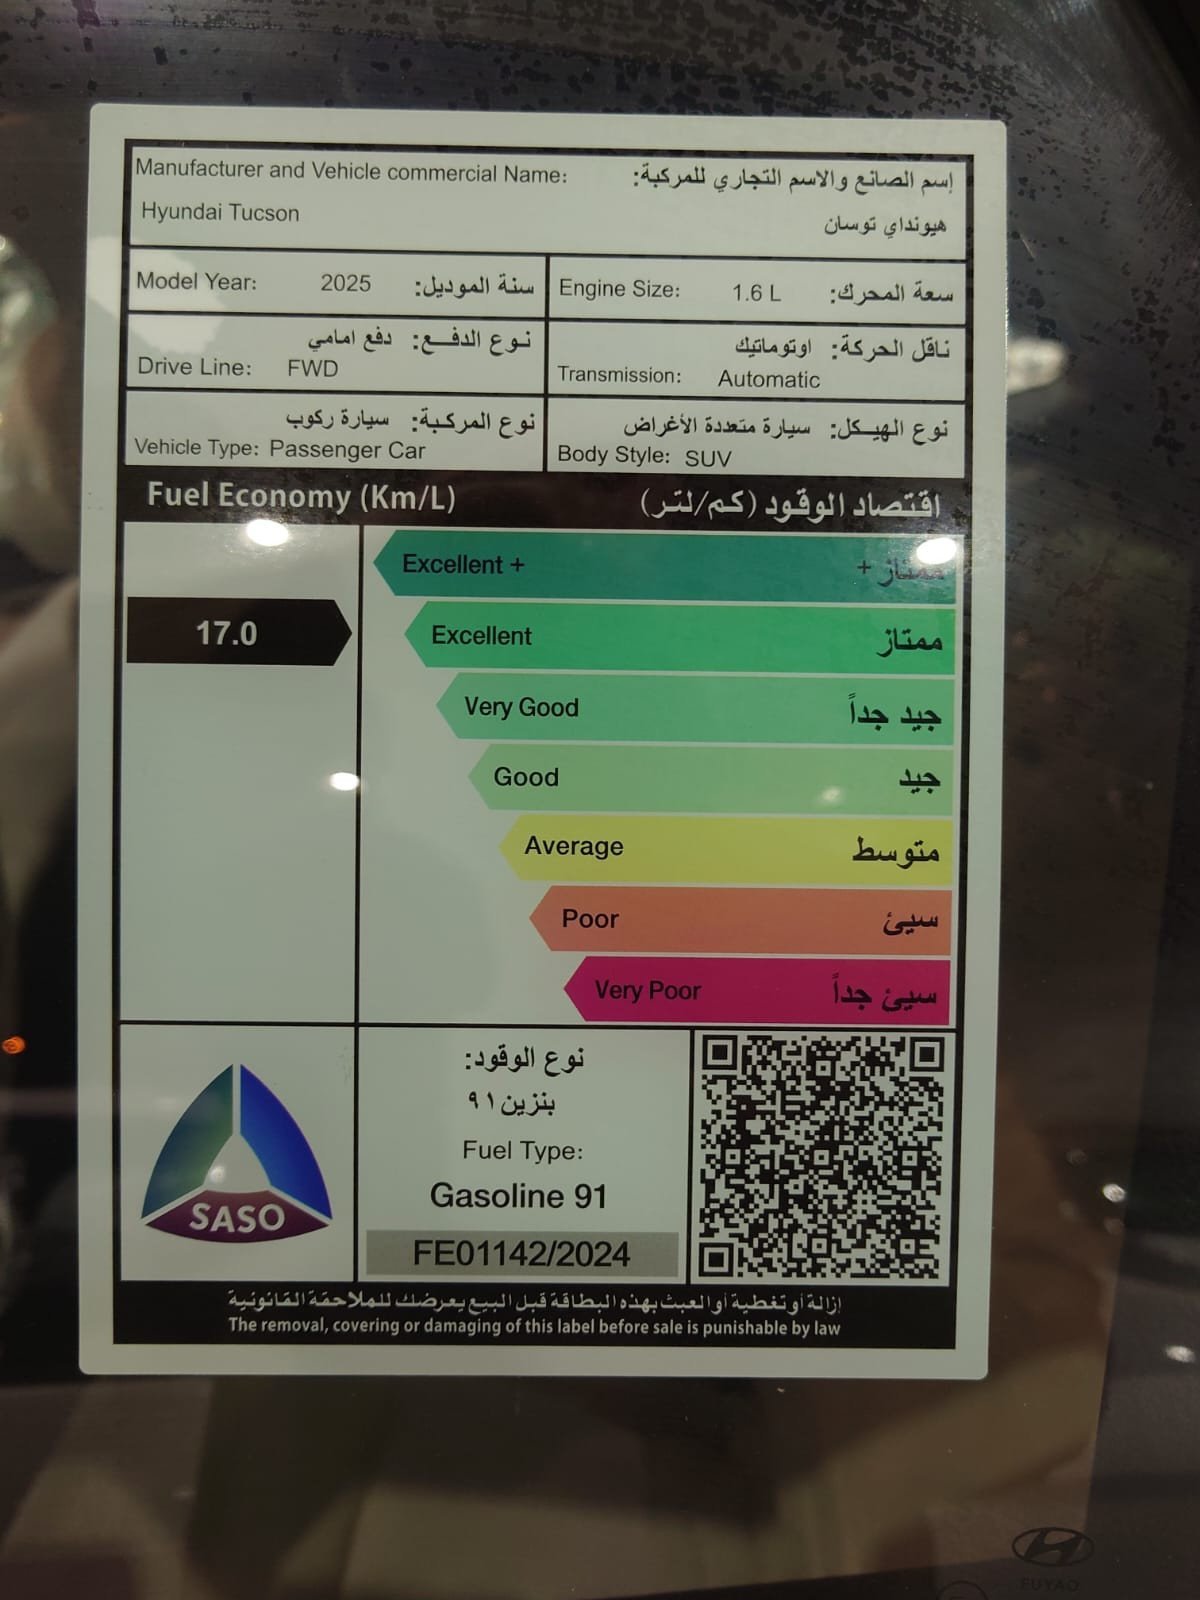 Manufacturer and Vehicle commercial Name:
إسم الصانع والاسم التجاري للمركبة:
Hyundai Tucson
هيونداي توسان
Model Year: 2025 سنة الموديل:
Engine Size: 1.6 L سعة المحرك:
نوع الدفع: دفع امامي
Drive Line: FWD
ناقل الحركة: اوتوماتيك
Transmission: Automatic
نوع المركبة: سيارة ركوب
Vehicle Type: Passenger Car
نوع الهيكل: سيارة متعددة الأغراض
Body Style: SUV
Fuel Economy (Km/L)
اقتصاد الوقود (كم/لتر)
Excellent + ممتاز +
17.0
Excellent ممتاز
Very Good جيد جداً
Good جيد
Average متوسط
Poor سيئ
Very Poor سيئ جداً
SASO
نوع الوقود:
بنزين ٩١
Fuel Type:
Gasoline 91
FE01142/2024
إزالة أو تغطية أو العبث بهذه البطاقة قبل البيع يعرضك للملاحقة القانونية
The removal, covering or damaging of this label before sale is punishable by law
FUYAO